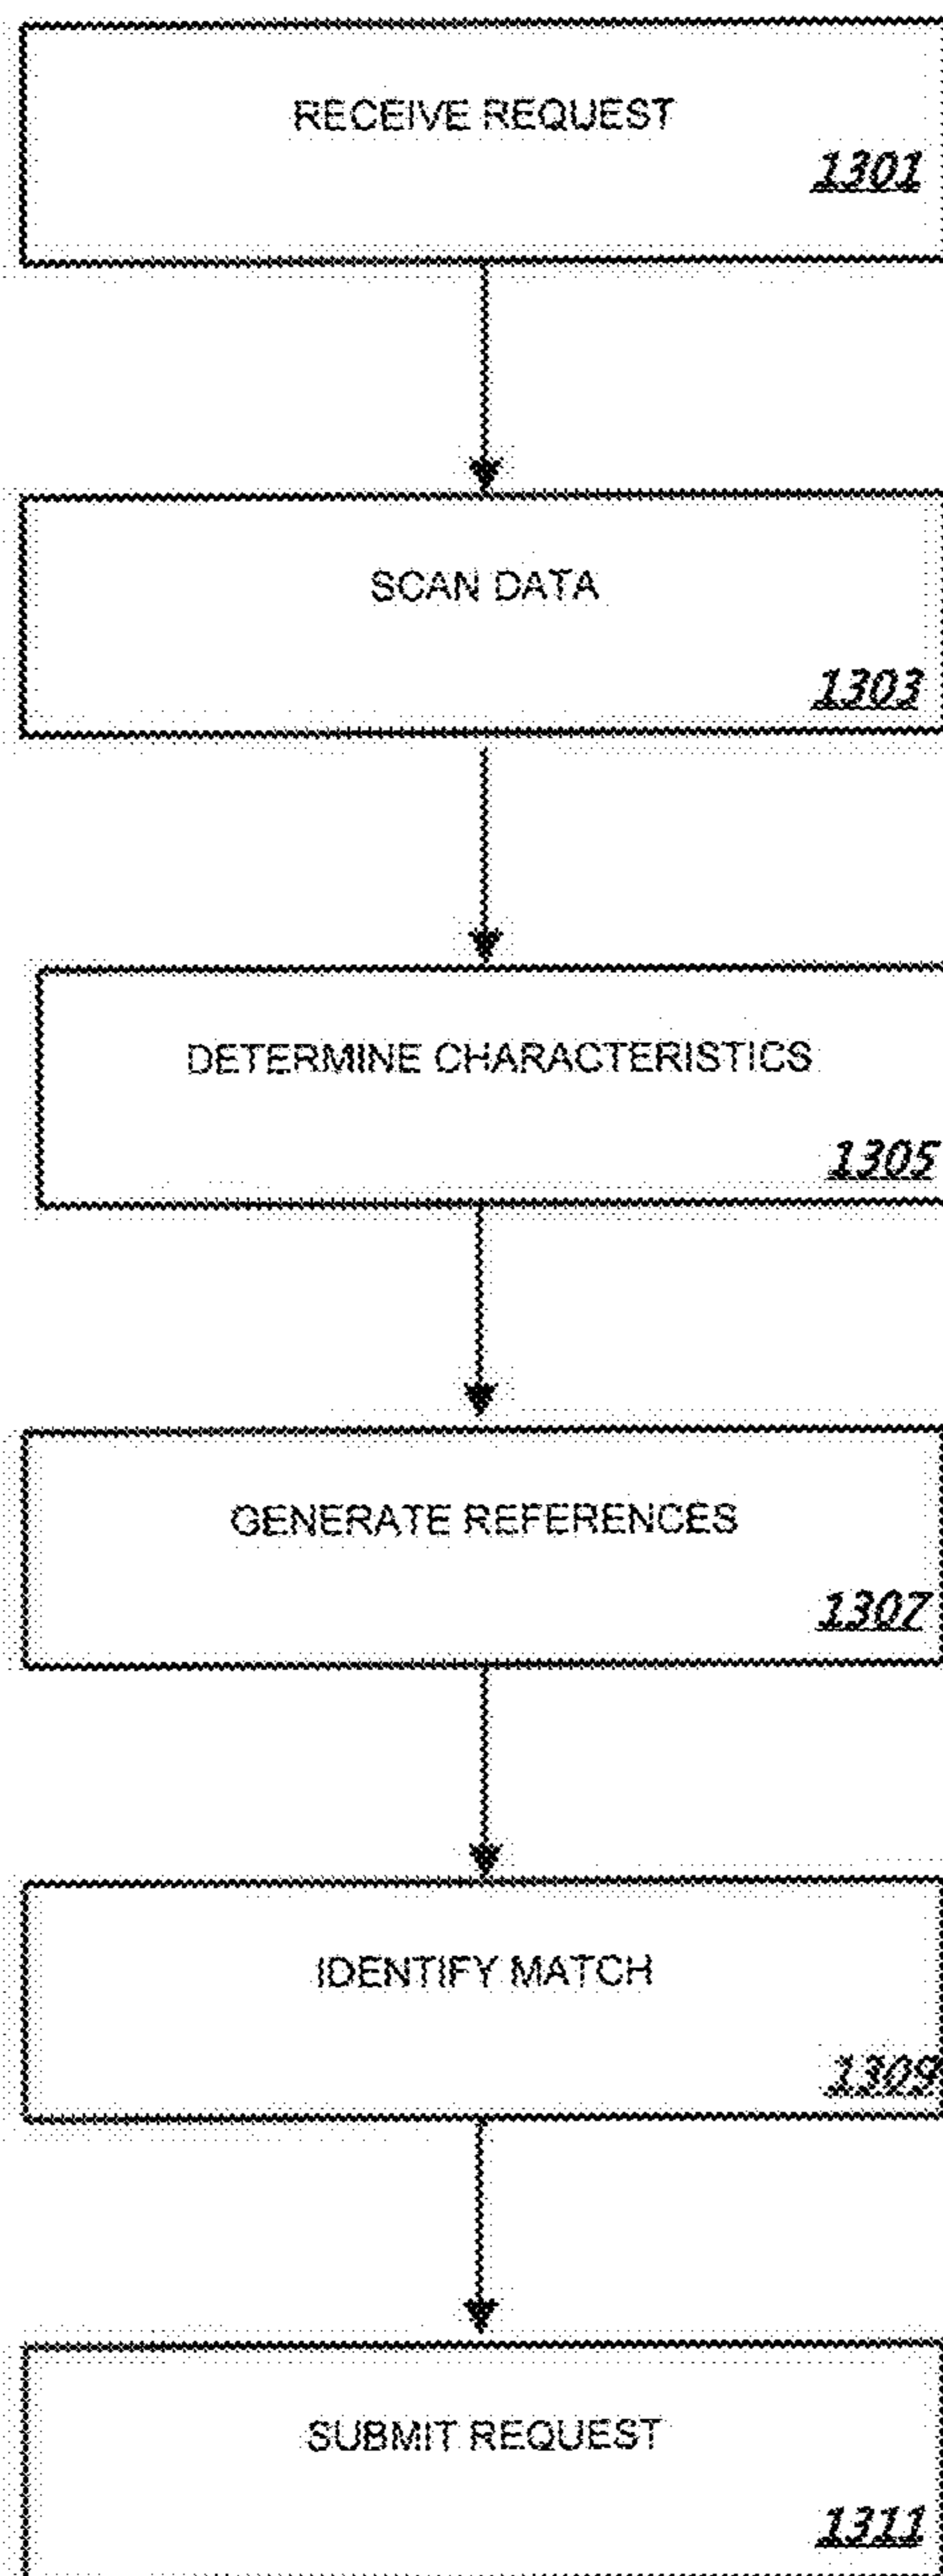 RECEIVE REQUEST
1301
SCAN DATA
1303
DETERMINE CHARACTERISTICS
1305
GENERATE REFERENCES
1307
IDENTIFY MATCH
1309
SUBMIT REQUEST
1311